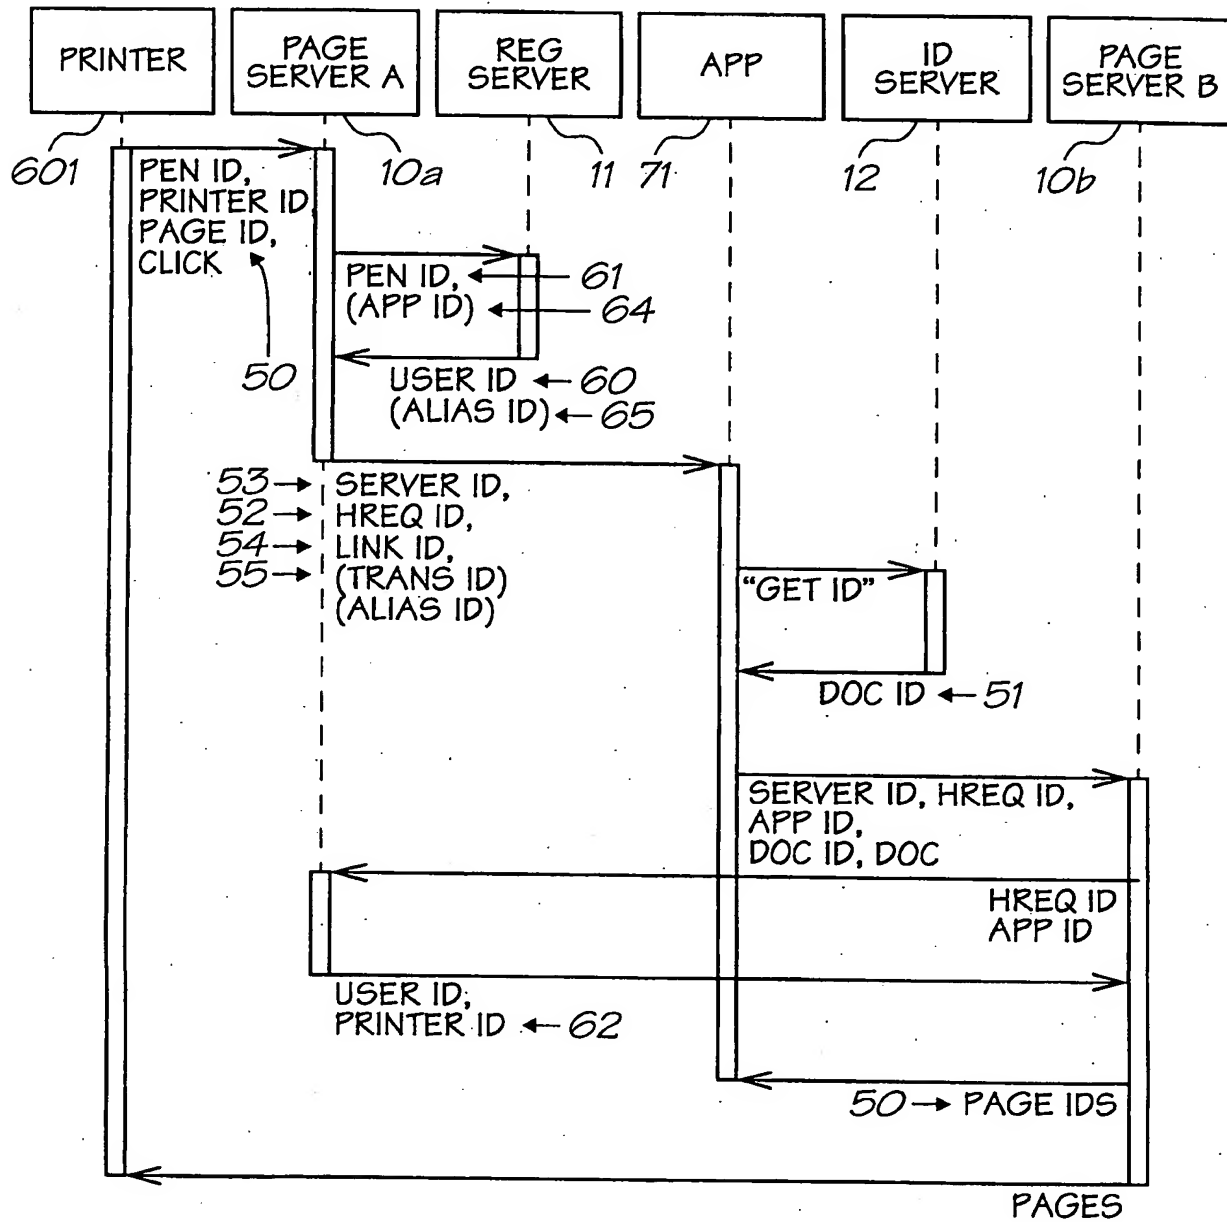 PRINTER
PAGE
SERVER A
REG
SERVER
APP
ID
SERVER
PAGE
SERVER B
601
10a
11
71
12
10b
PEN ID,
PRINTER ID
PAGE ID,
CLICK
50
PEN ID, 61
(APP ID) 64
USER ID 60
(ALIAS ID) 65
53 SERVER ID,
52 HREQ ID,
54 LINK ID,
55 (TRANS ID)
(ALIAS ID)
"GET ID"
DOC ID 51
SERVER ID, HREQ ID,
APP ID,
DOC ID, DOC
HREQ ID
APP ID
USER ID,
PRINTER ID 62
50 PAGE IDS
PAGES